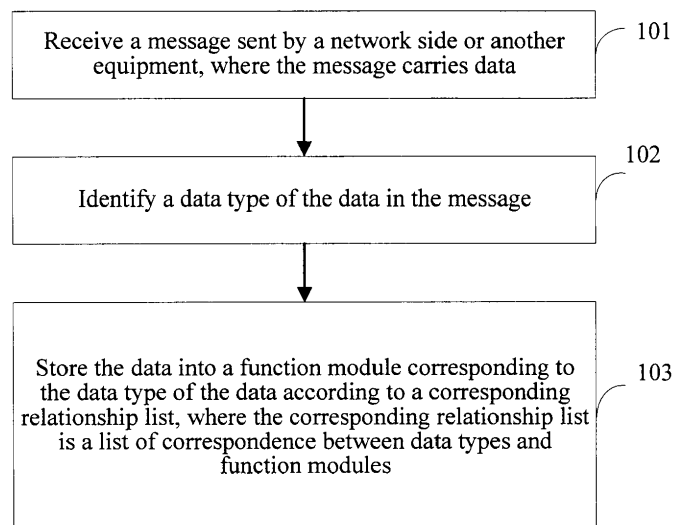 Receive a message sent by a network side or another
equipment, where the message carries data
101
Identify a data type of the data in the message
102
Store the data into a function module corresponding to
the data type of the data according to a corresponding
relationship list, where the corresponding relationship list
is a list of correspondence between data types and
function modules
103